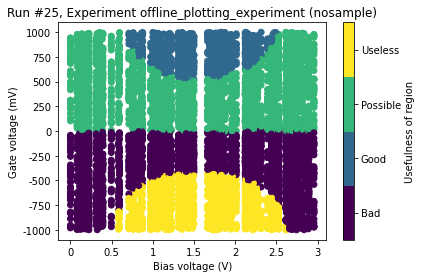 Run #25, Experiment offline_plotting_experiment (nosample)
1000
750
500
250
0
-250
-500
-750
-1000
Gate voltage (mV)
0 0.5 1 1.5 2 2.5 3
Bias voltage (V)
Useless
Possible
Good
Bad
Usefulness of region